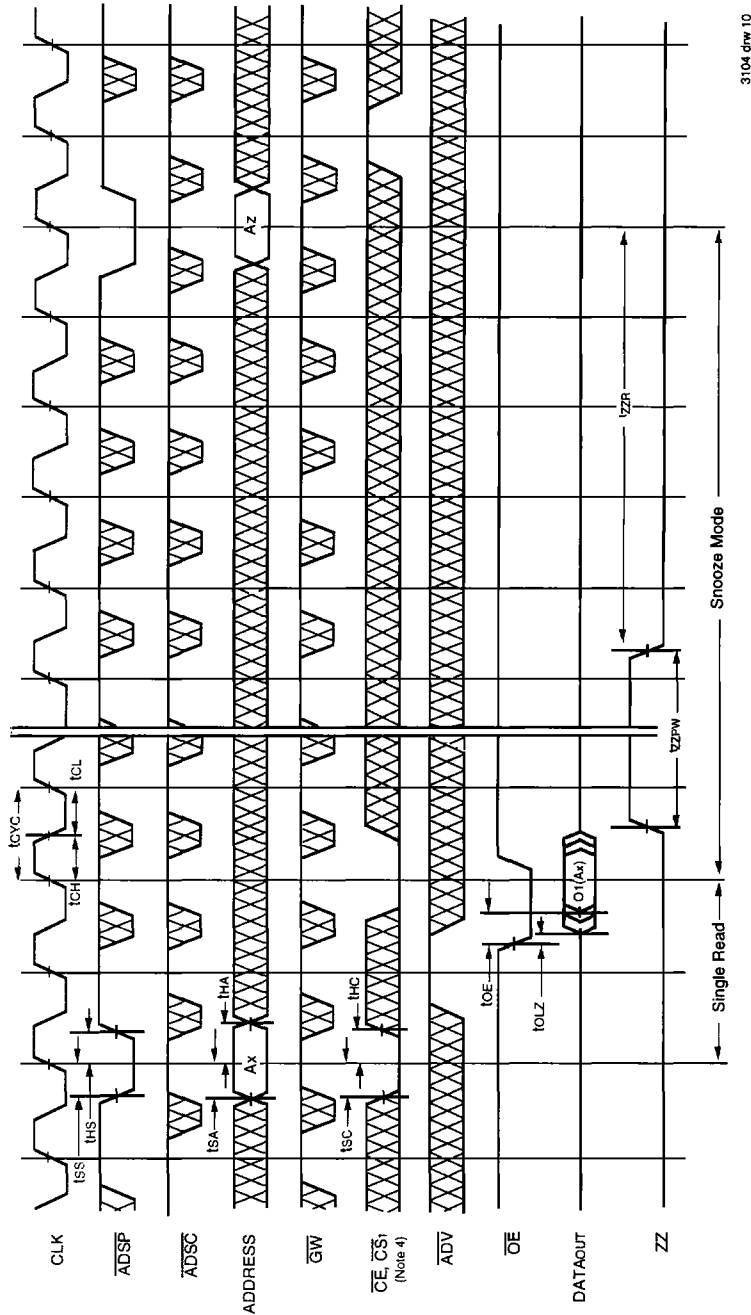 CLK
tCYC
tCH
tCL
tSS
tHS
ADSP
ADSC
ADDRESS
tSA
tHA
Ax
Az
GW
CE, CS1
(Note 4)
tSC
tHC
ADV
OE
tOE
tOLZ
DATAOUT
O1(Ax)
ZZ
tZZPW
tZZR
Single Read
Snooze Mode
3104 drw 10